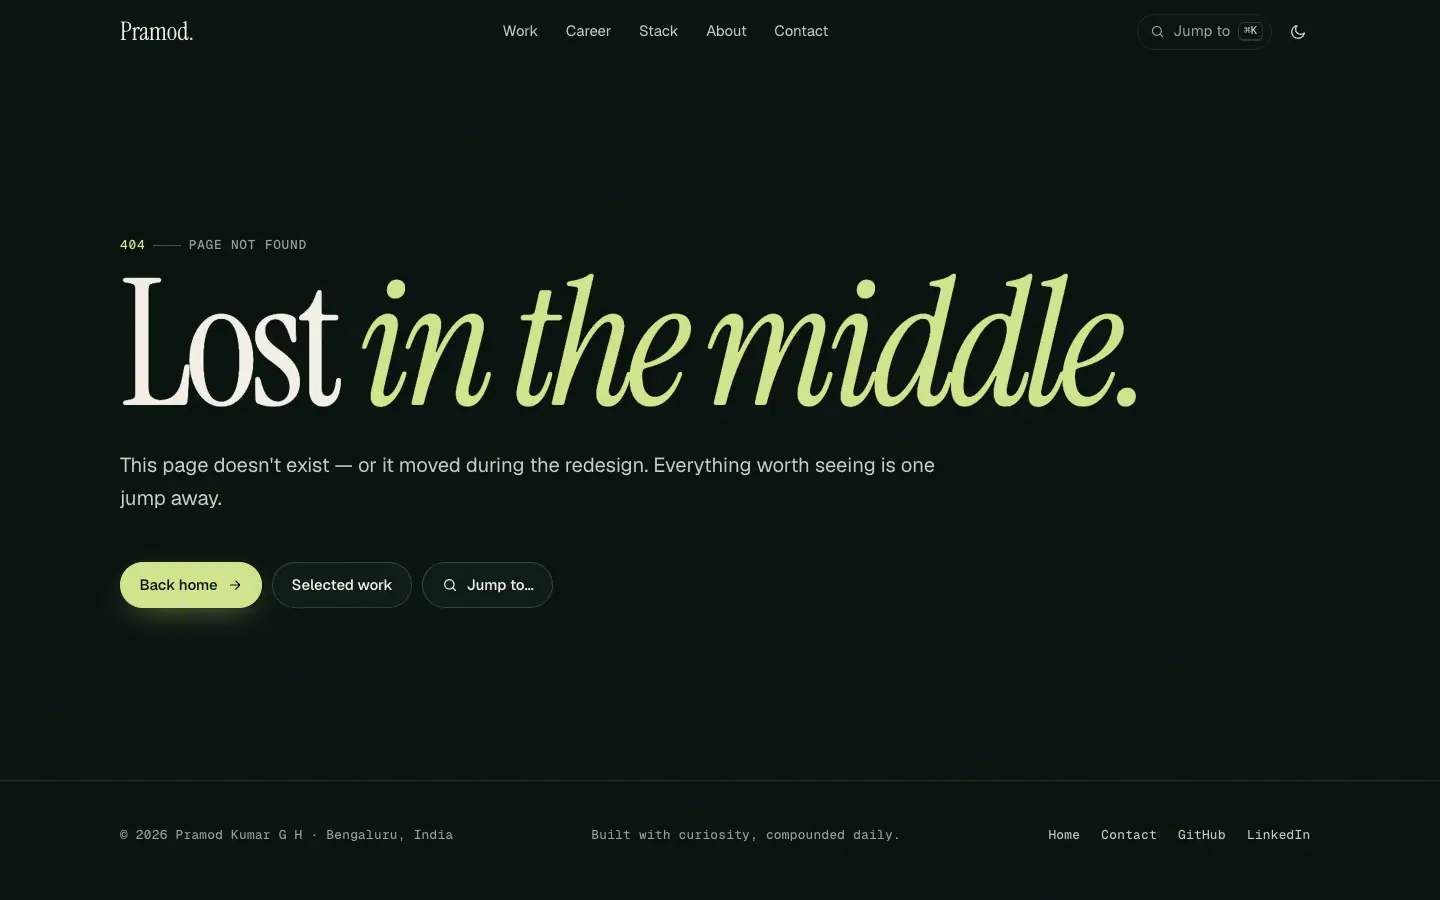 Pramod.
Work Career Stack About Contact
Jump to ⌘K
404 PAGE NOT FOUND
Lost in the middle.
This page doesn't exist — or it moved during the redesign. Everything worth seeing is one
jump away.
Back home → Selected work Jump to...
© 2026 Pramod Kumar G H · Bengaluru, India
Built with curiosity, compounded daily.
Home Contact GitHub LinkedIn